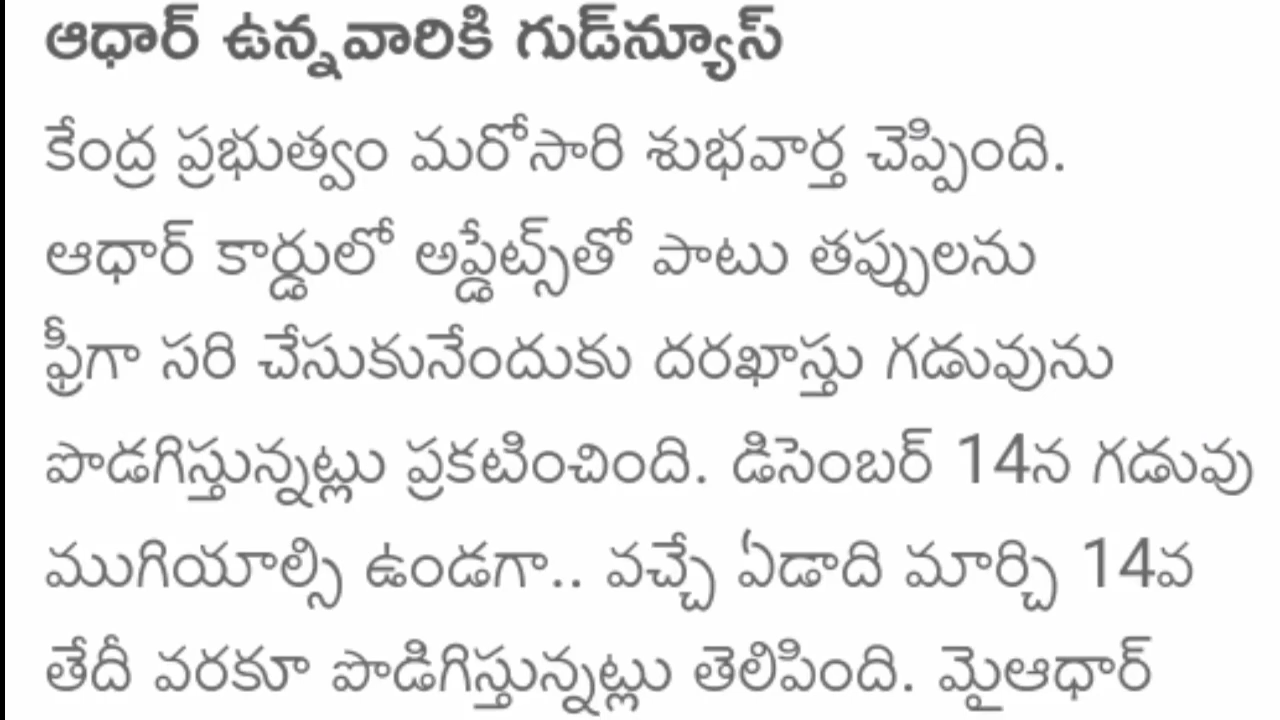 ఆధార్ ఉన్నవారికి గుడ్‌న్యూస్
కేంద్ర ప్రభుత్వం మరోసారి శుభవార్త చెప్పింది.
ఆధార్ కార్డులో అప్డేట్స్‌తో పాటు తప్పులను
ఫ్రీగా సరి చేసుకునేందుకు దరఖాస్తు గడువును
పొడగిస్తున్నట్లు ప్రకటించింది. డిసెంబర్ 14న గడువు
ముగియాల్సి ఉండగా.. వచ్చే ఏడాది మార్చి 14వ
తేదీ వరకూ పొడిగిస్తున్నట్లు తెలిపింది. మైఆధార్